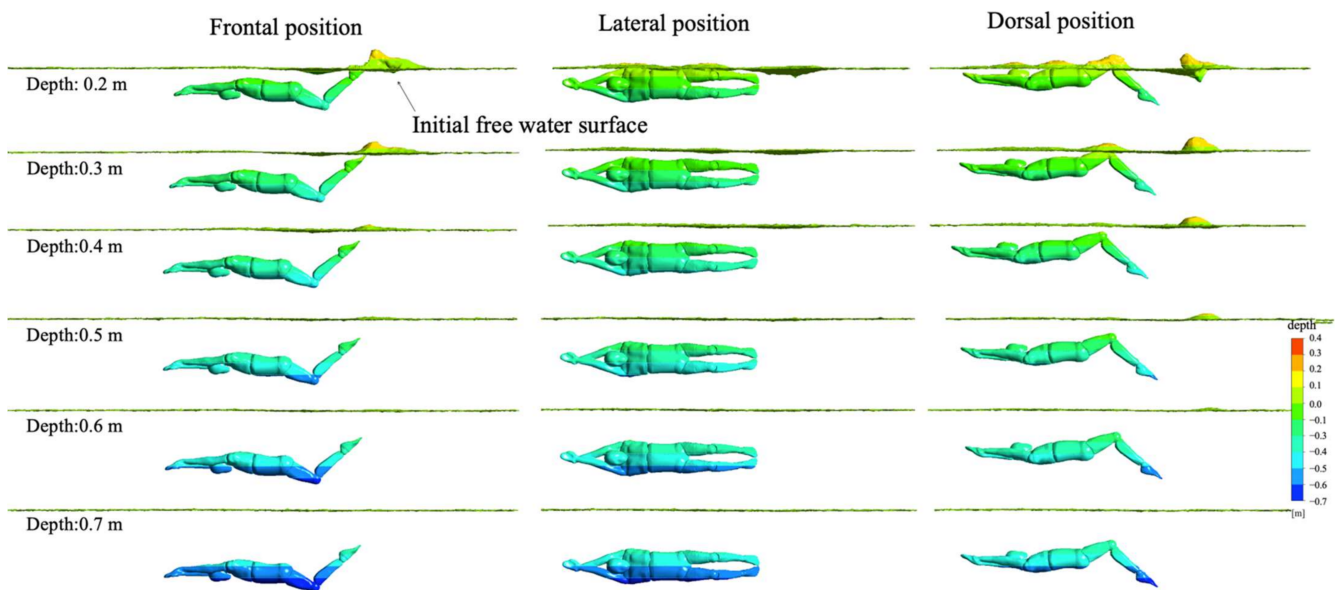 Frontal position
Lateral position
Dorsal position
Depth: 0.2 m
Initial free water surface
Depth:0.3 m
Depth:0.4 m
Depth:0.5 m
depth
0.4
0.3
0.2
0.1
0.0
−0.1
−0.3
−0.4
−0.5
−0.6
−0.7
[m]
Depth:0.6 m
Depth:0.7 m